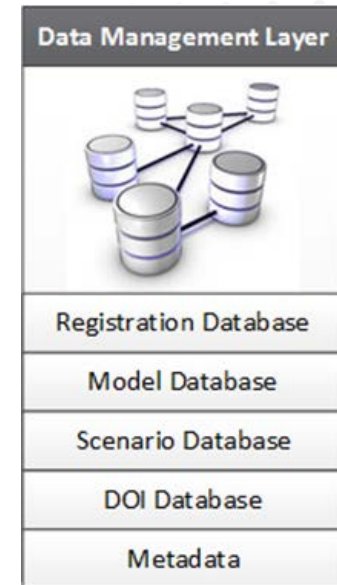 Data Management Layer
Registration Database
Model Database
Scenario Database
DOI Database
Metadata